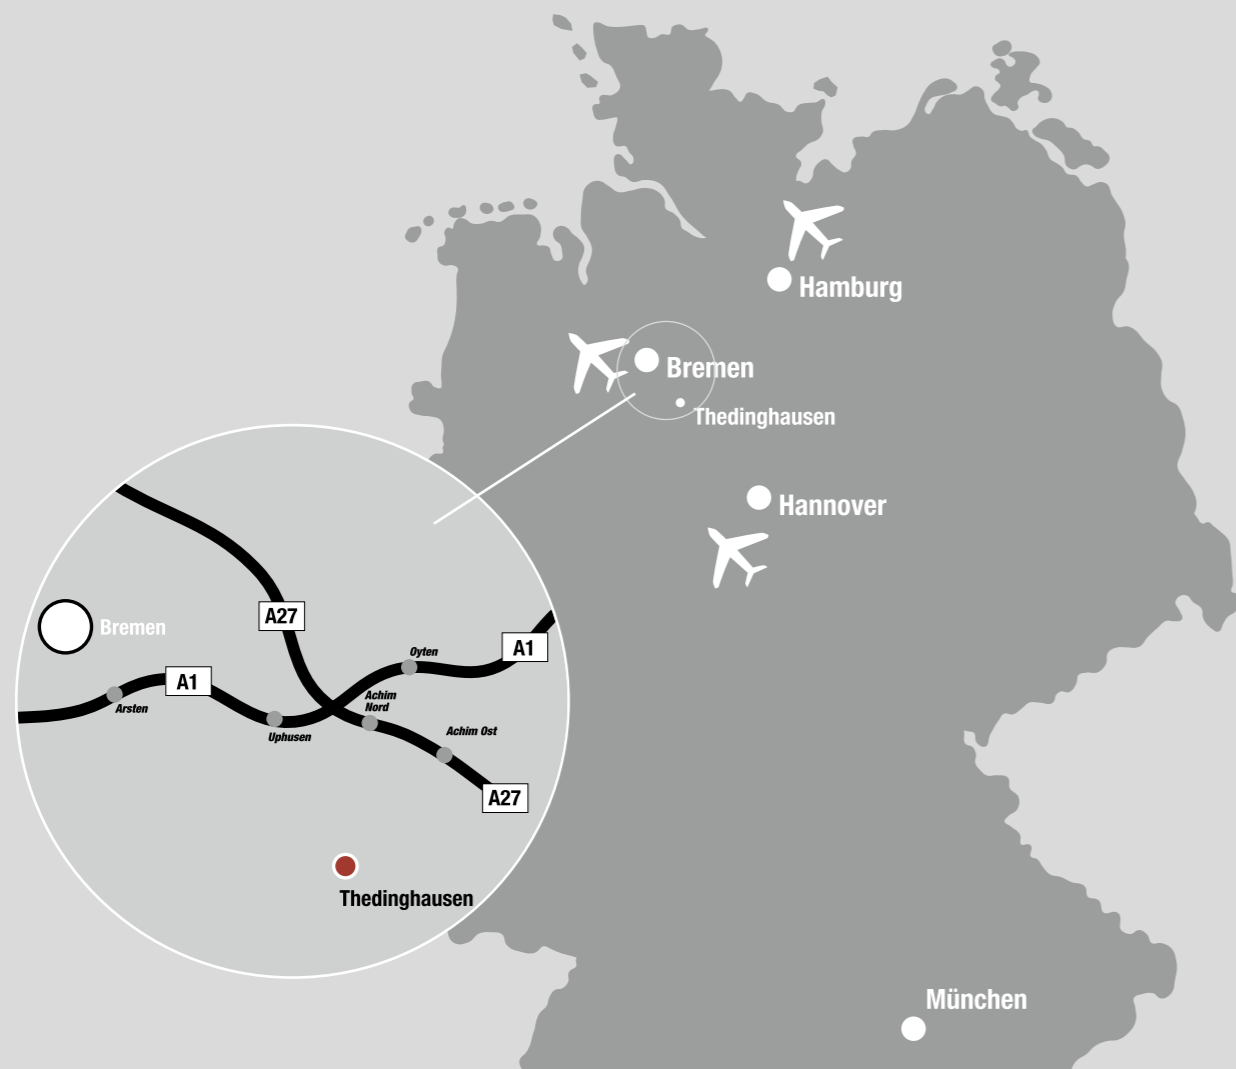 Hamburg
Bremen
Thedinghausen
Hannover
A27
Bremen
A1
Oyten
A1
Achim
Nord
Arsten
Uphusen
Achim Ost
A27
Thedinghausen
München